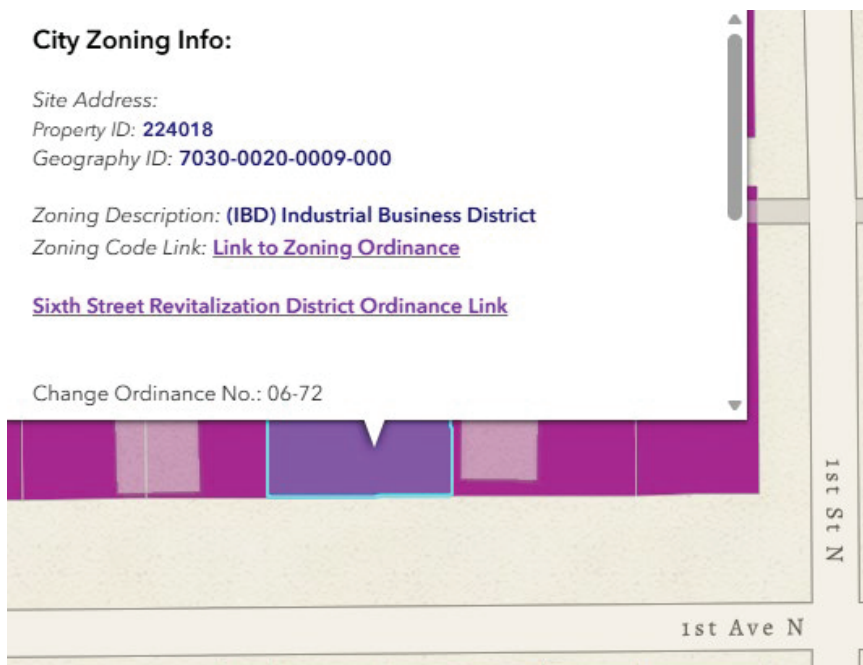 City Zoning Info:
Site Address:
Property ID: 224018
Geography ID: 7030-0020-0009-000
Zoning Description: (IBD) Industrial Business District
Zoning Code Link: Link to Zoning Ordinance
Sixth Street Revitalization District Ordinance Link
Change Ordinance No.: 06-72
1st St N
1st Ave N